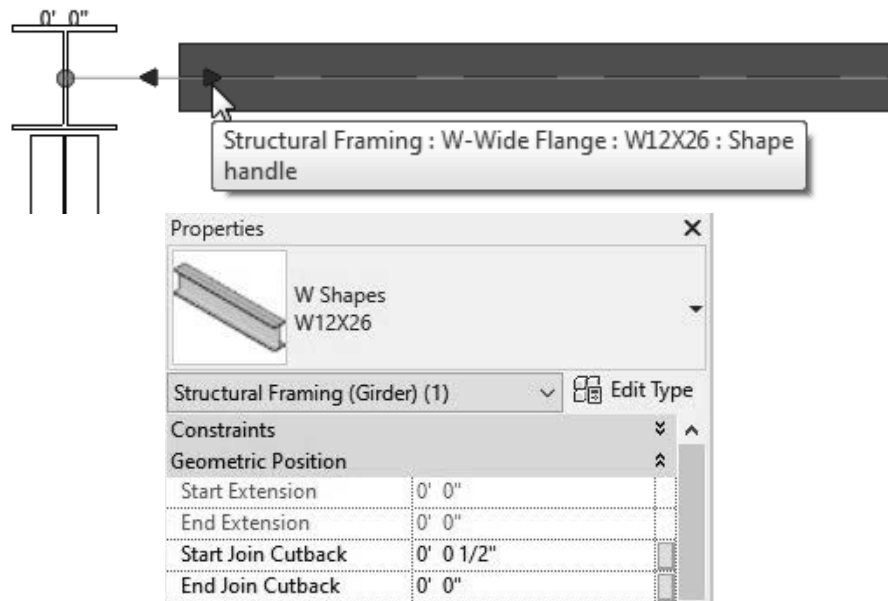 0' 0"
Structural Framing : W-Wide Flange : W12X26 : Shape
handle
Properties
W Shapes
W12X26
Structural Framing (Girder) (1)
Edit Type
Constraints
Geometric Position
Start Extension 0' 0"
End Extension 0' 0"
Start Join Cutback 0' 0 1/2"
End Join Cutback 0' 0"